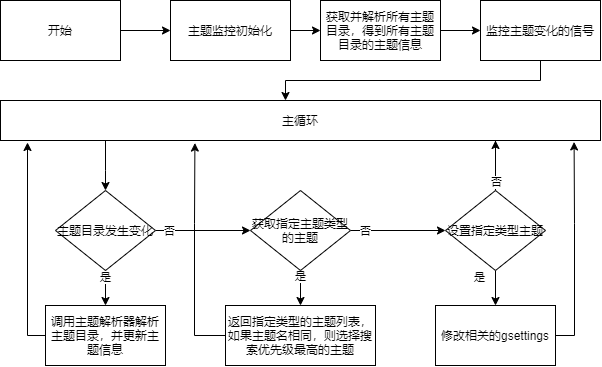 开始
主题监控初始化
获取并解析所有主题
目录，得到所有主题
目录的主题信息
监控主题变化的信号
主循环
主题目录发生变化
否
获取指定主题类型
的主题
否
设置指定类型主题
否
是
是
是
调用主题解析器解析
主题目录，并更新主
题信息
返回指定类型的主题列表，
如果主题名相同，则选择搜
索优先级最高的主题
修改相关的gsettings